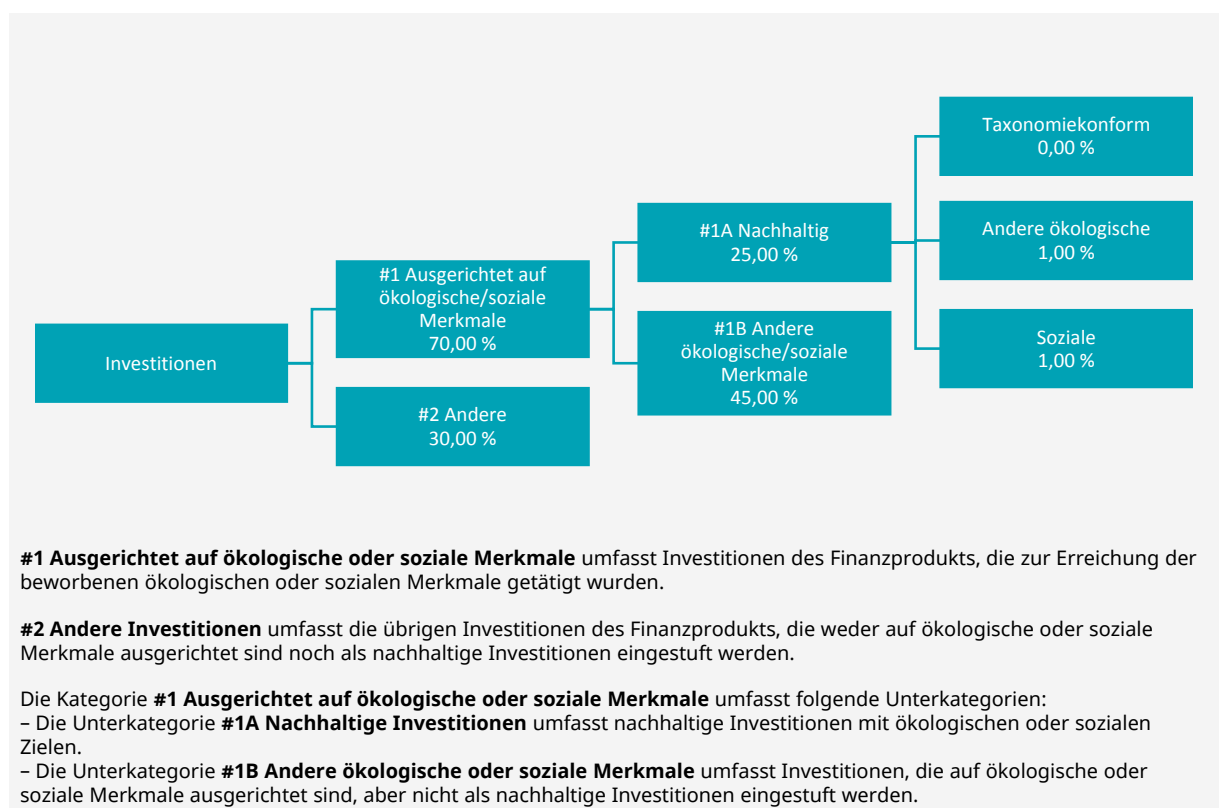 Taxonomiekonform
0,00 %
#1A Nachhaltig
25,00 %
Andere ökologische
1,00 %
#1 Ausgerichtet auf
ökologische/soziale
Merkmale
70,00 %
#1B Andere
ökologische/soziale
Merkmale
45,00 %
Soziale
1,00 %
Investitionen
#2 Andere
30,00 %
#1 Ausgerichtet auf ökologische oder soziale Merkmale umfasst Investitionen des Finanzprodukts, die zur Erreichung der
beworbenen ökologischen oder sozialen Merkmale getätigt wurden.
#2 Andere Investitionen umfasst die übrigen Investitionen des Finanzprodukts, die weder auf ökologische oder soziale
Merkmale ausgerichtet sind noch als nachhaltige Investitionen eingestuft werden.
Die Kategorie #1 Ausgerichtet auf ökologische oder soziale Merkmale umfasst folgende Unterkategorien:
– Die Unterkategorie #1A Nachhaltige Investitionen umfasst nachhaltige Investitionen mit ökologischen oder sozialen
Zielen.
– Die Unterkategorie #1B Andere ökologische oder soziale Merkmale umfasst Investitionen, die auf ökologische oder
soziale Merkmale ausgerichtet sind, aber nicht als nachhaltige Investitionen eingestuft werden.